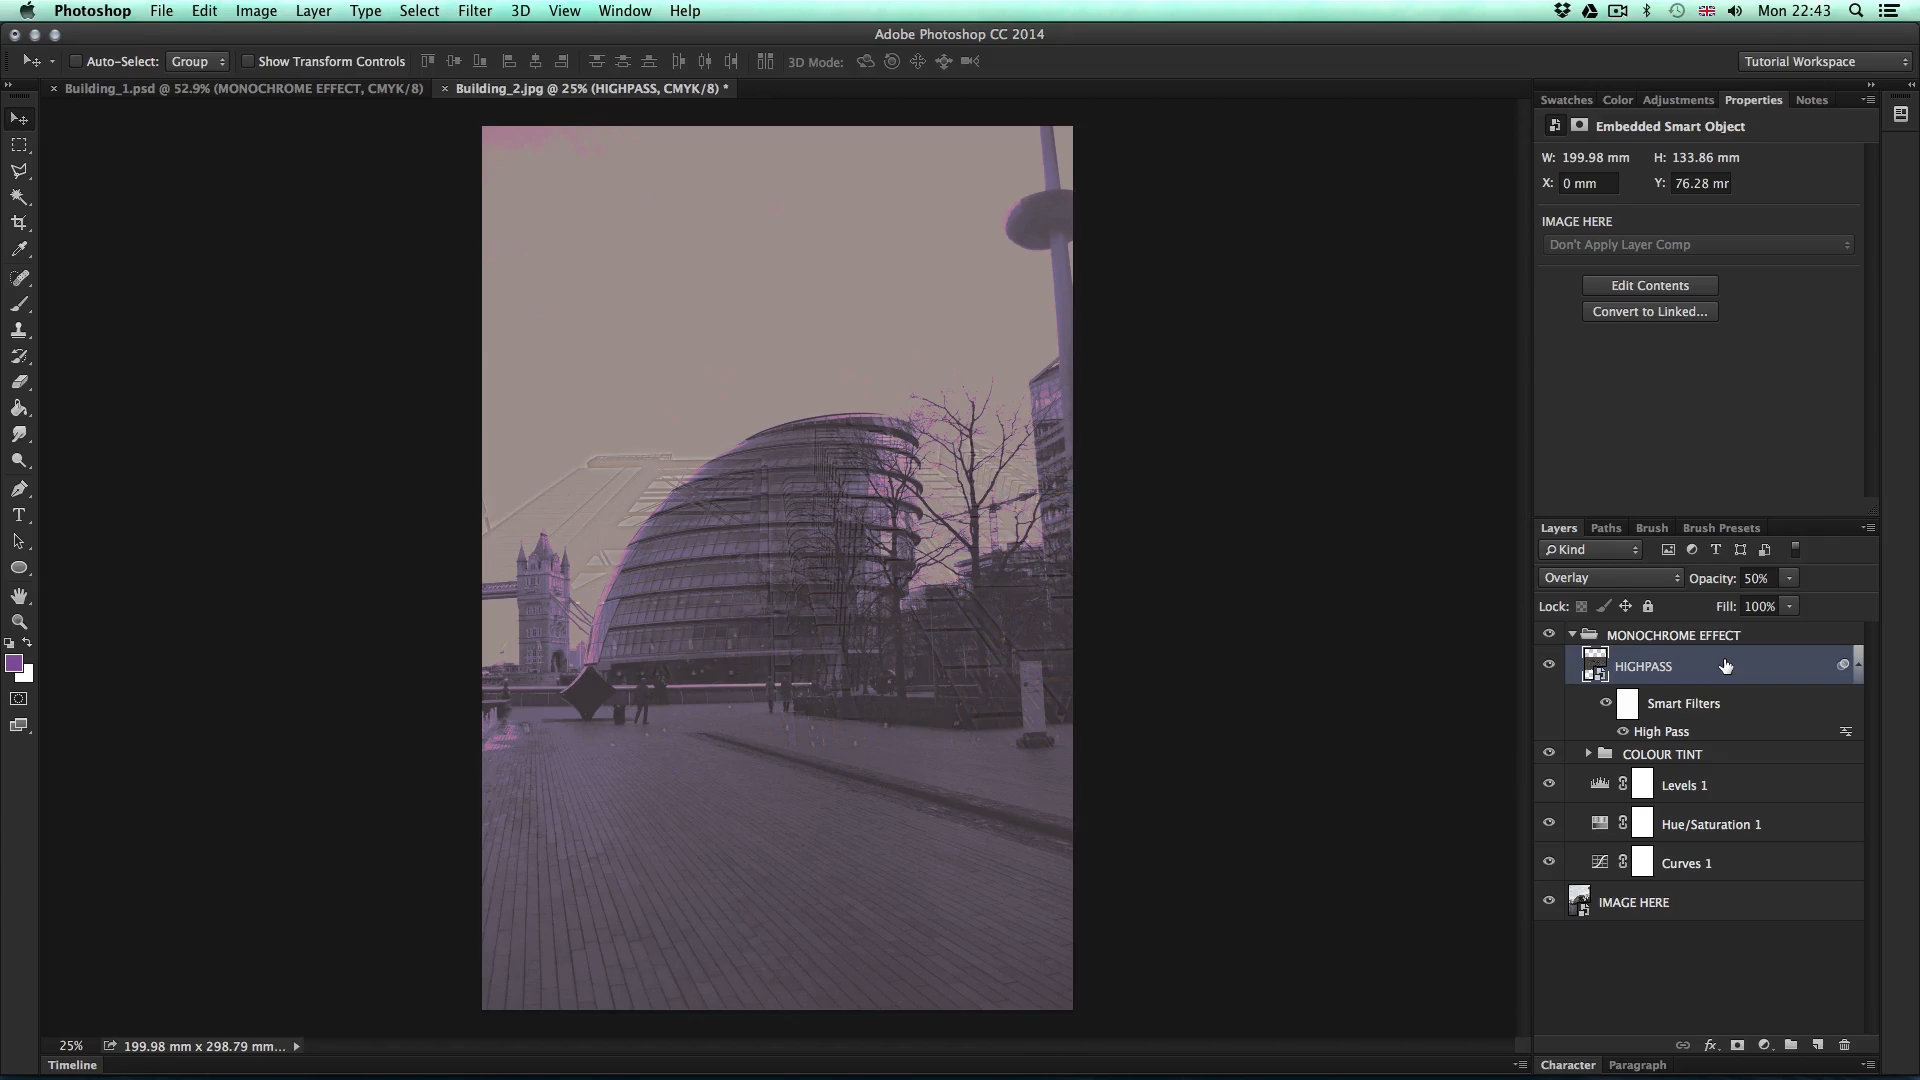 Photoshop File Edit Image Layer Type Select Filter 3D View Window Help Mon 22:43
Adobe Photoshop CC 2014
Auto-Select: Group Show Transform Controls 3D Mode: Tutorial Workspace
× Building_1.psd @ 52.9% (MONOCHROME EFFECT, CMYK/8) × Building_2.jpg @ 25% (HIGHPASS, CMYK/8) *
Swatches Color Adjustments Properties Notes
Embedded Smart Object
W: 199.98 mm H: 133.86 mm
X: 0 mm Y: 76.28 mr
IMAGE HERE
Don't Apply Layer Comp
Edit Contents
Convert to Linked...
Layers Paths Brush Brush Presets
Kind
Overlay Opacity: 50%
Lock: Fill: 100%
MONOCHROME EFFECT
HIGHPASS
Smart Filters
High Pass
COLOUR TINT
Levels 1
Hue/Saturation 1
Curves 1
IMAGE HERE
25% 199.98 mm x 298.79 mm...
Timeline Character Paragraph